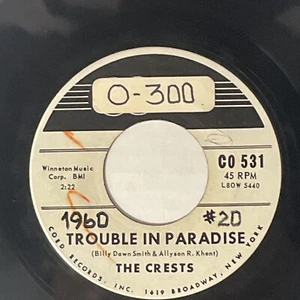 O-300
Winneton Music
Corp. BMI
2:22
CO 531
45 RPM
L8OW 5440
1960
#20
TROUBLE IN PARADISE
(Billy Dawn Smith & Allyson R. Khent)
THE CRESTS
COED RECORDS, INC. 1619 BROADWAY, NEW YORK